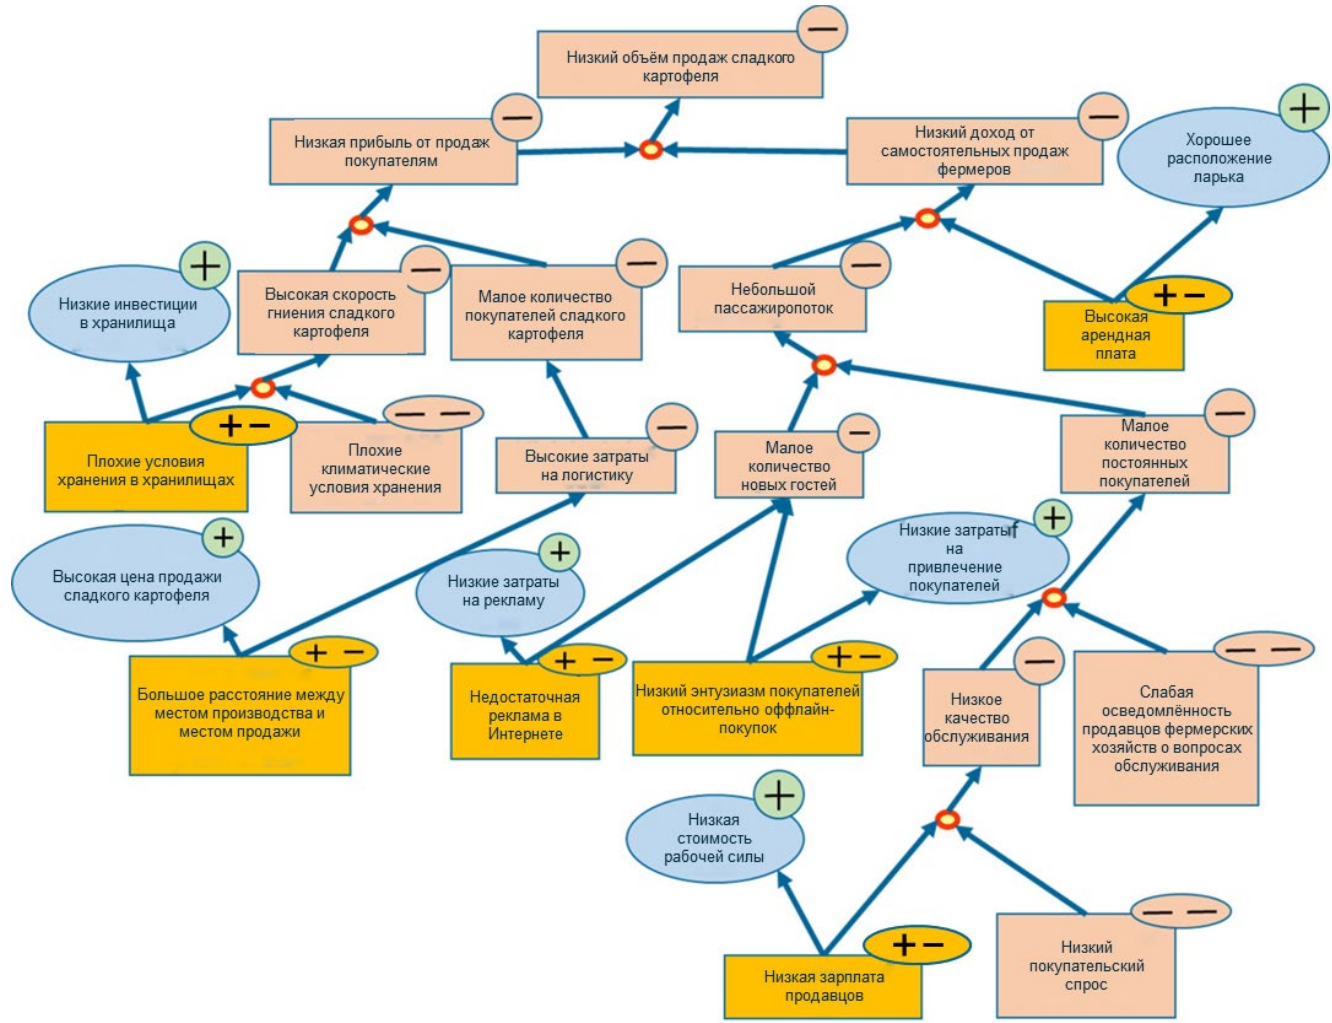 Низкий объём продаж сладкого
картофеля
−
Низкая прибыль от продаж
покупателям
−
Низкий доход от
самостоятельных продаж
фермеров
−
Хорошее
расположение
ларька
+
Низкие инвестиции
в хранилища
+
Высокая скорость
гниения сладкого
картофеля
−
Малое количество
покупателей сладкого
картофеля
−
Небольшой
пассажиропоток
−
Высокая
арендная
плата
+ −
Плохие условия
хранения в хранилищах
+ −
Плохие
климатические
условия хранения
− −
Высокие затраты
на логистику
−
Малое
количество
новых гостей
−
Малое
количество
постоянных
покупателей
−
Высокая цена продажи
сладкого картофеля
+
Низкие затраты
на рекламу
+
Низкие затраты
на
привлечение
покупателей
+
Большое расстояние между
местом производства и
местом продажи
+ −
Недостаточная
реклама в
Интернете
+ −
Низкий энтузиазм покупателей
относительно оффлайн-
покупок
+ −
Низкое
качество
обслуживания
−
Слабая
осведомлённость
продавцов фермерских
хозяйств о вопросах
обслуживания
− −
Низкая
стоимость
рабочей силы
+
Низкая зарплата
продавцов
+ −
Низкий
покупательский
спрос
− −